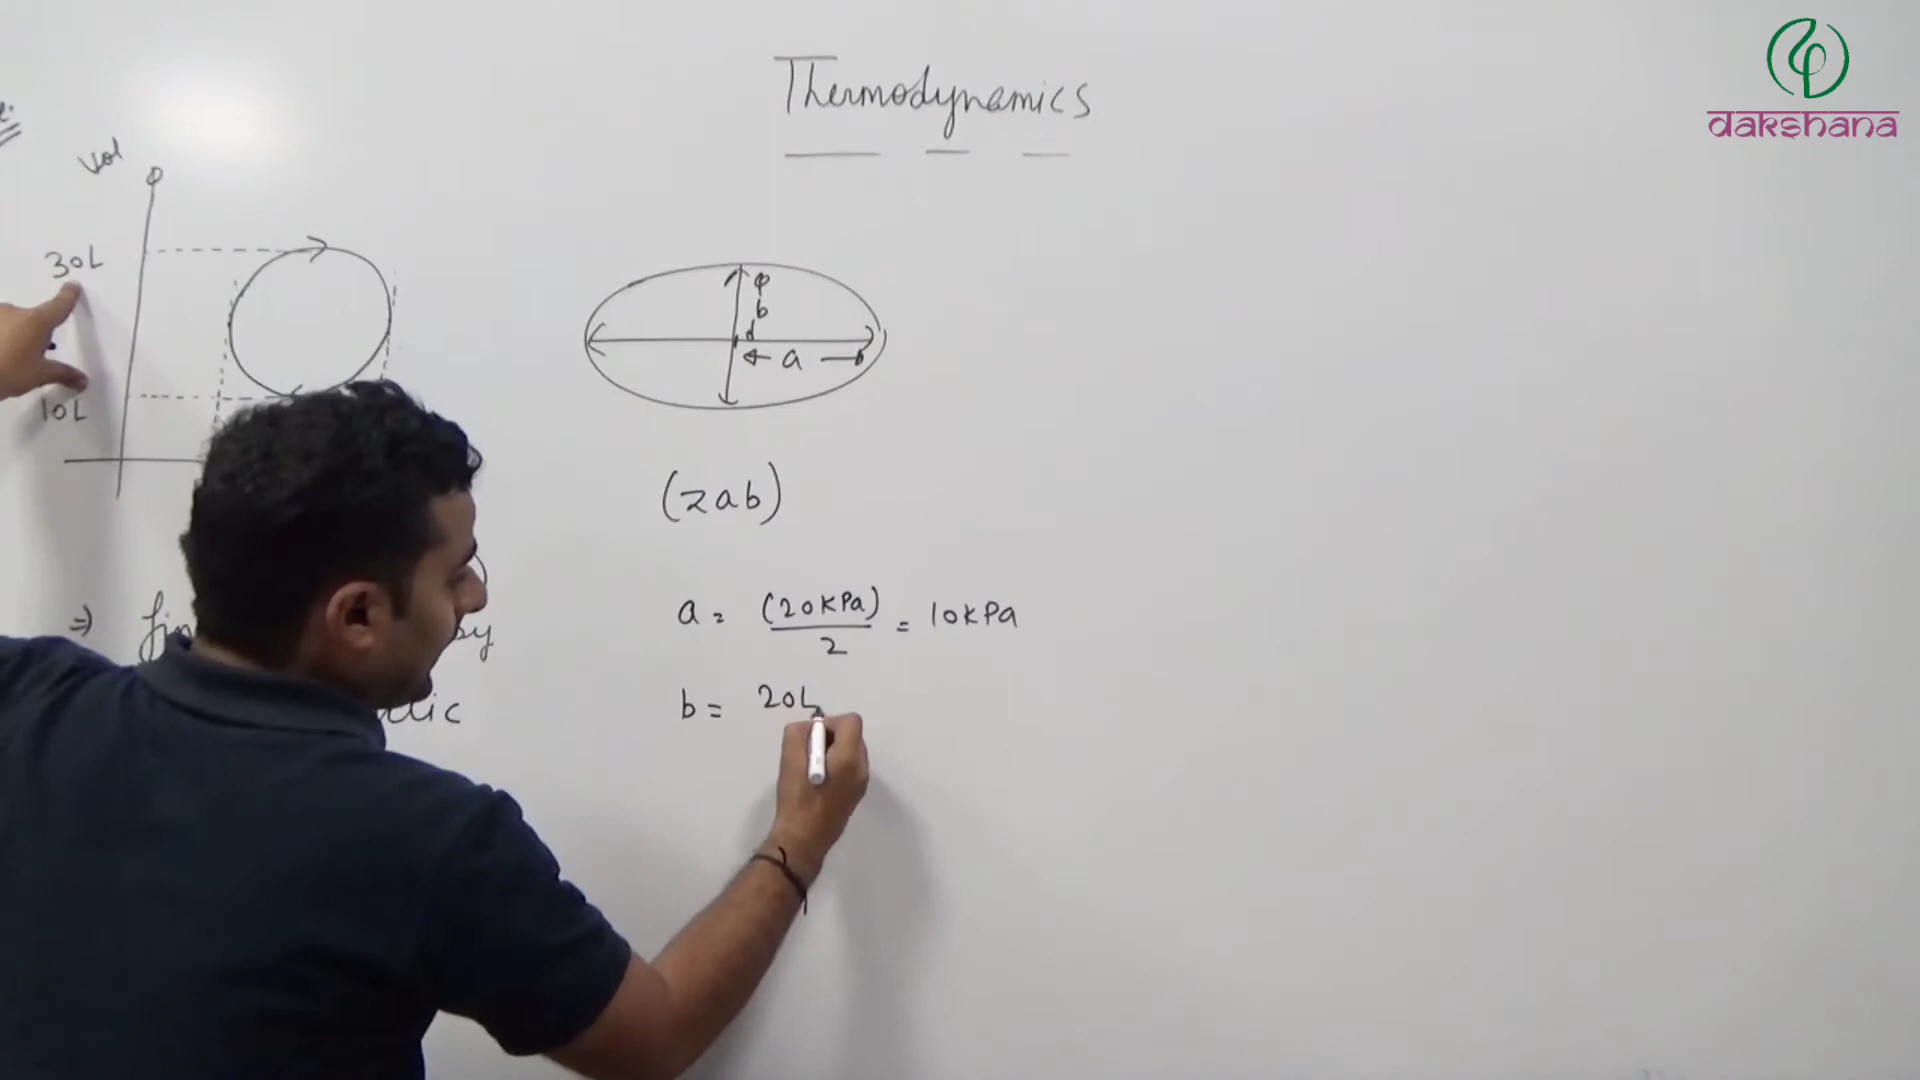 Thermodynamics
dakshana
Vol
30L
10L
b
a
(πab)
a = (20kPa) / 2 = 10kPa
b = 20L